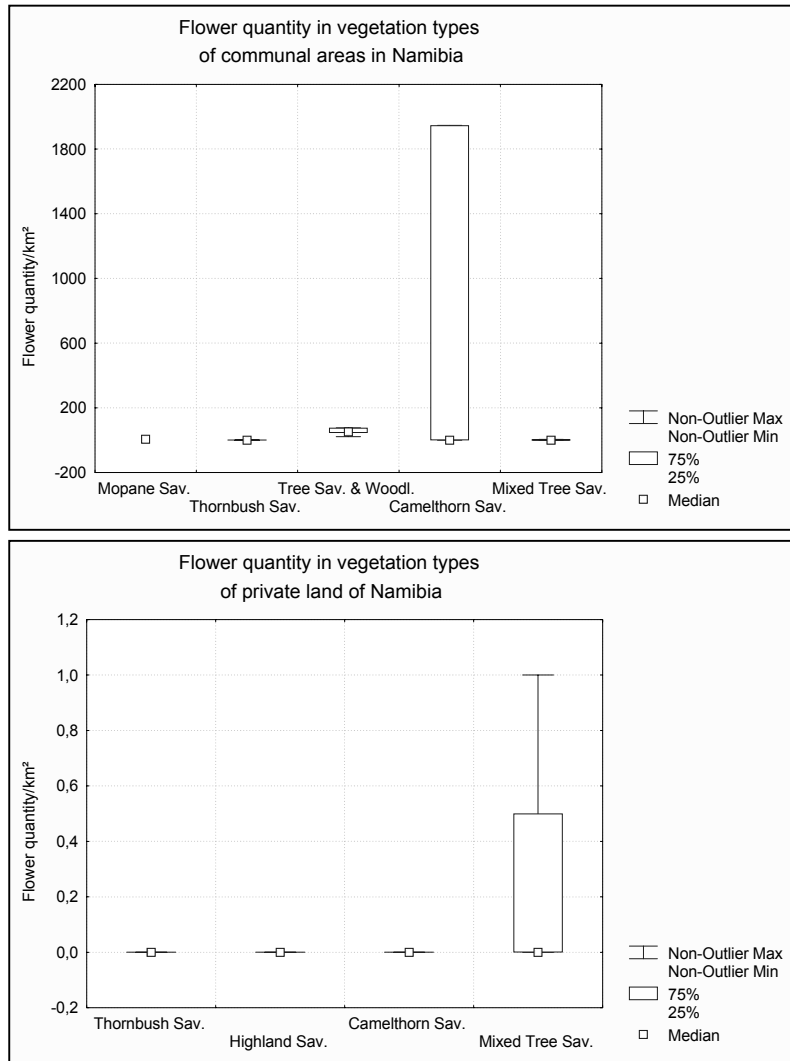 Flower quantity in vegetation types
of communal areas in Namibia
2200
1800
1400
1000
600
200
-200
Flower quantity/km²
Mopane Sav.
Thornbush Sav.
Tree Sav. & Woodl.
Camelthorn Sav.
Mixed Tree Sav.
Non-Outlier Max
Non-Outlier Min
75%
25%
Median
Flower quantity in vegetation types
of private land of Namibia
1,2
1,0
0,8
0,6
0,4
0,2
0,0
-0,2
Flower quantity/km²
Thornbush Sav.
Highland Sav.
Camelthorn Sav.
Mixed Tree Sav.
Non-Outlier Max
Non-Outlier Min
75%
25%
Median